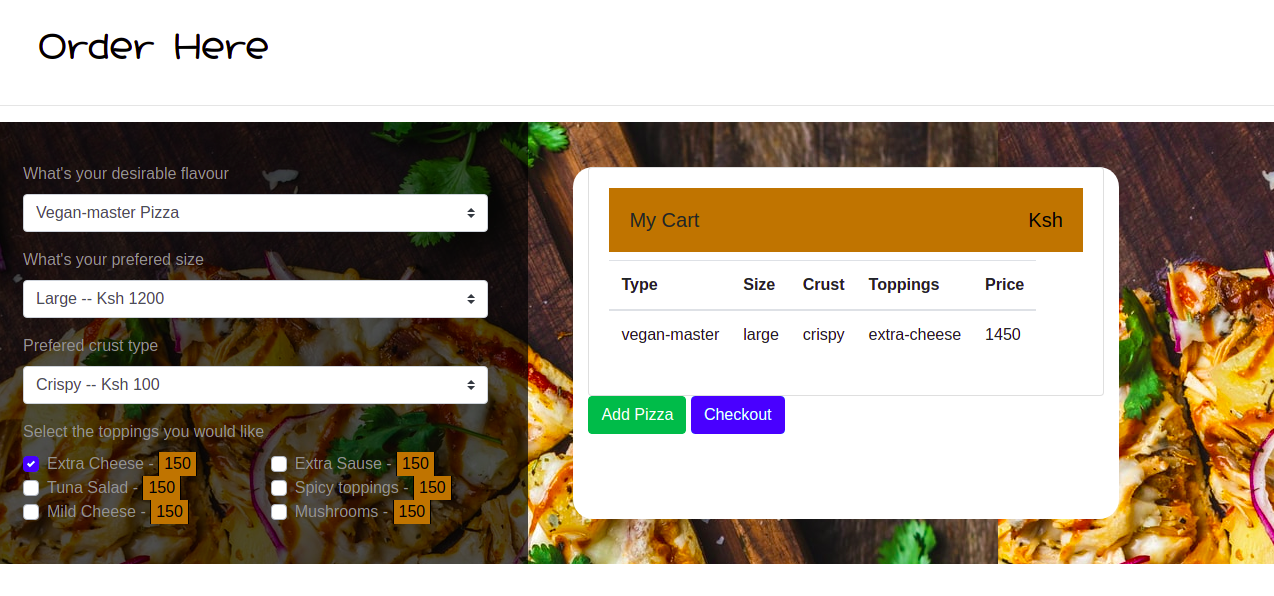 Order Here
What's your desirable flavour
Vegan-master Pizza
What's your prefered size
Large -- Ksh 1200
Prefered crust type
Crispy -- Ksh 100
Select the toppings you would like
Extra Cheese - 150
Extra Sause - 150
Tuna Salad - 150
Spicy toppings - 150
Mild Cheese - 150
Mushrooms - 150
My Cart Ksh
Type Size Crust Toppings Price
vegan-master large crispy extra-cheese 1450
Add Pizza Checkout